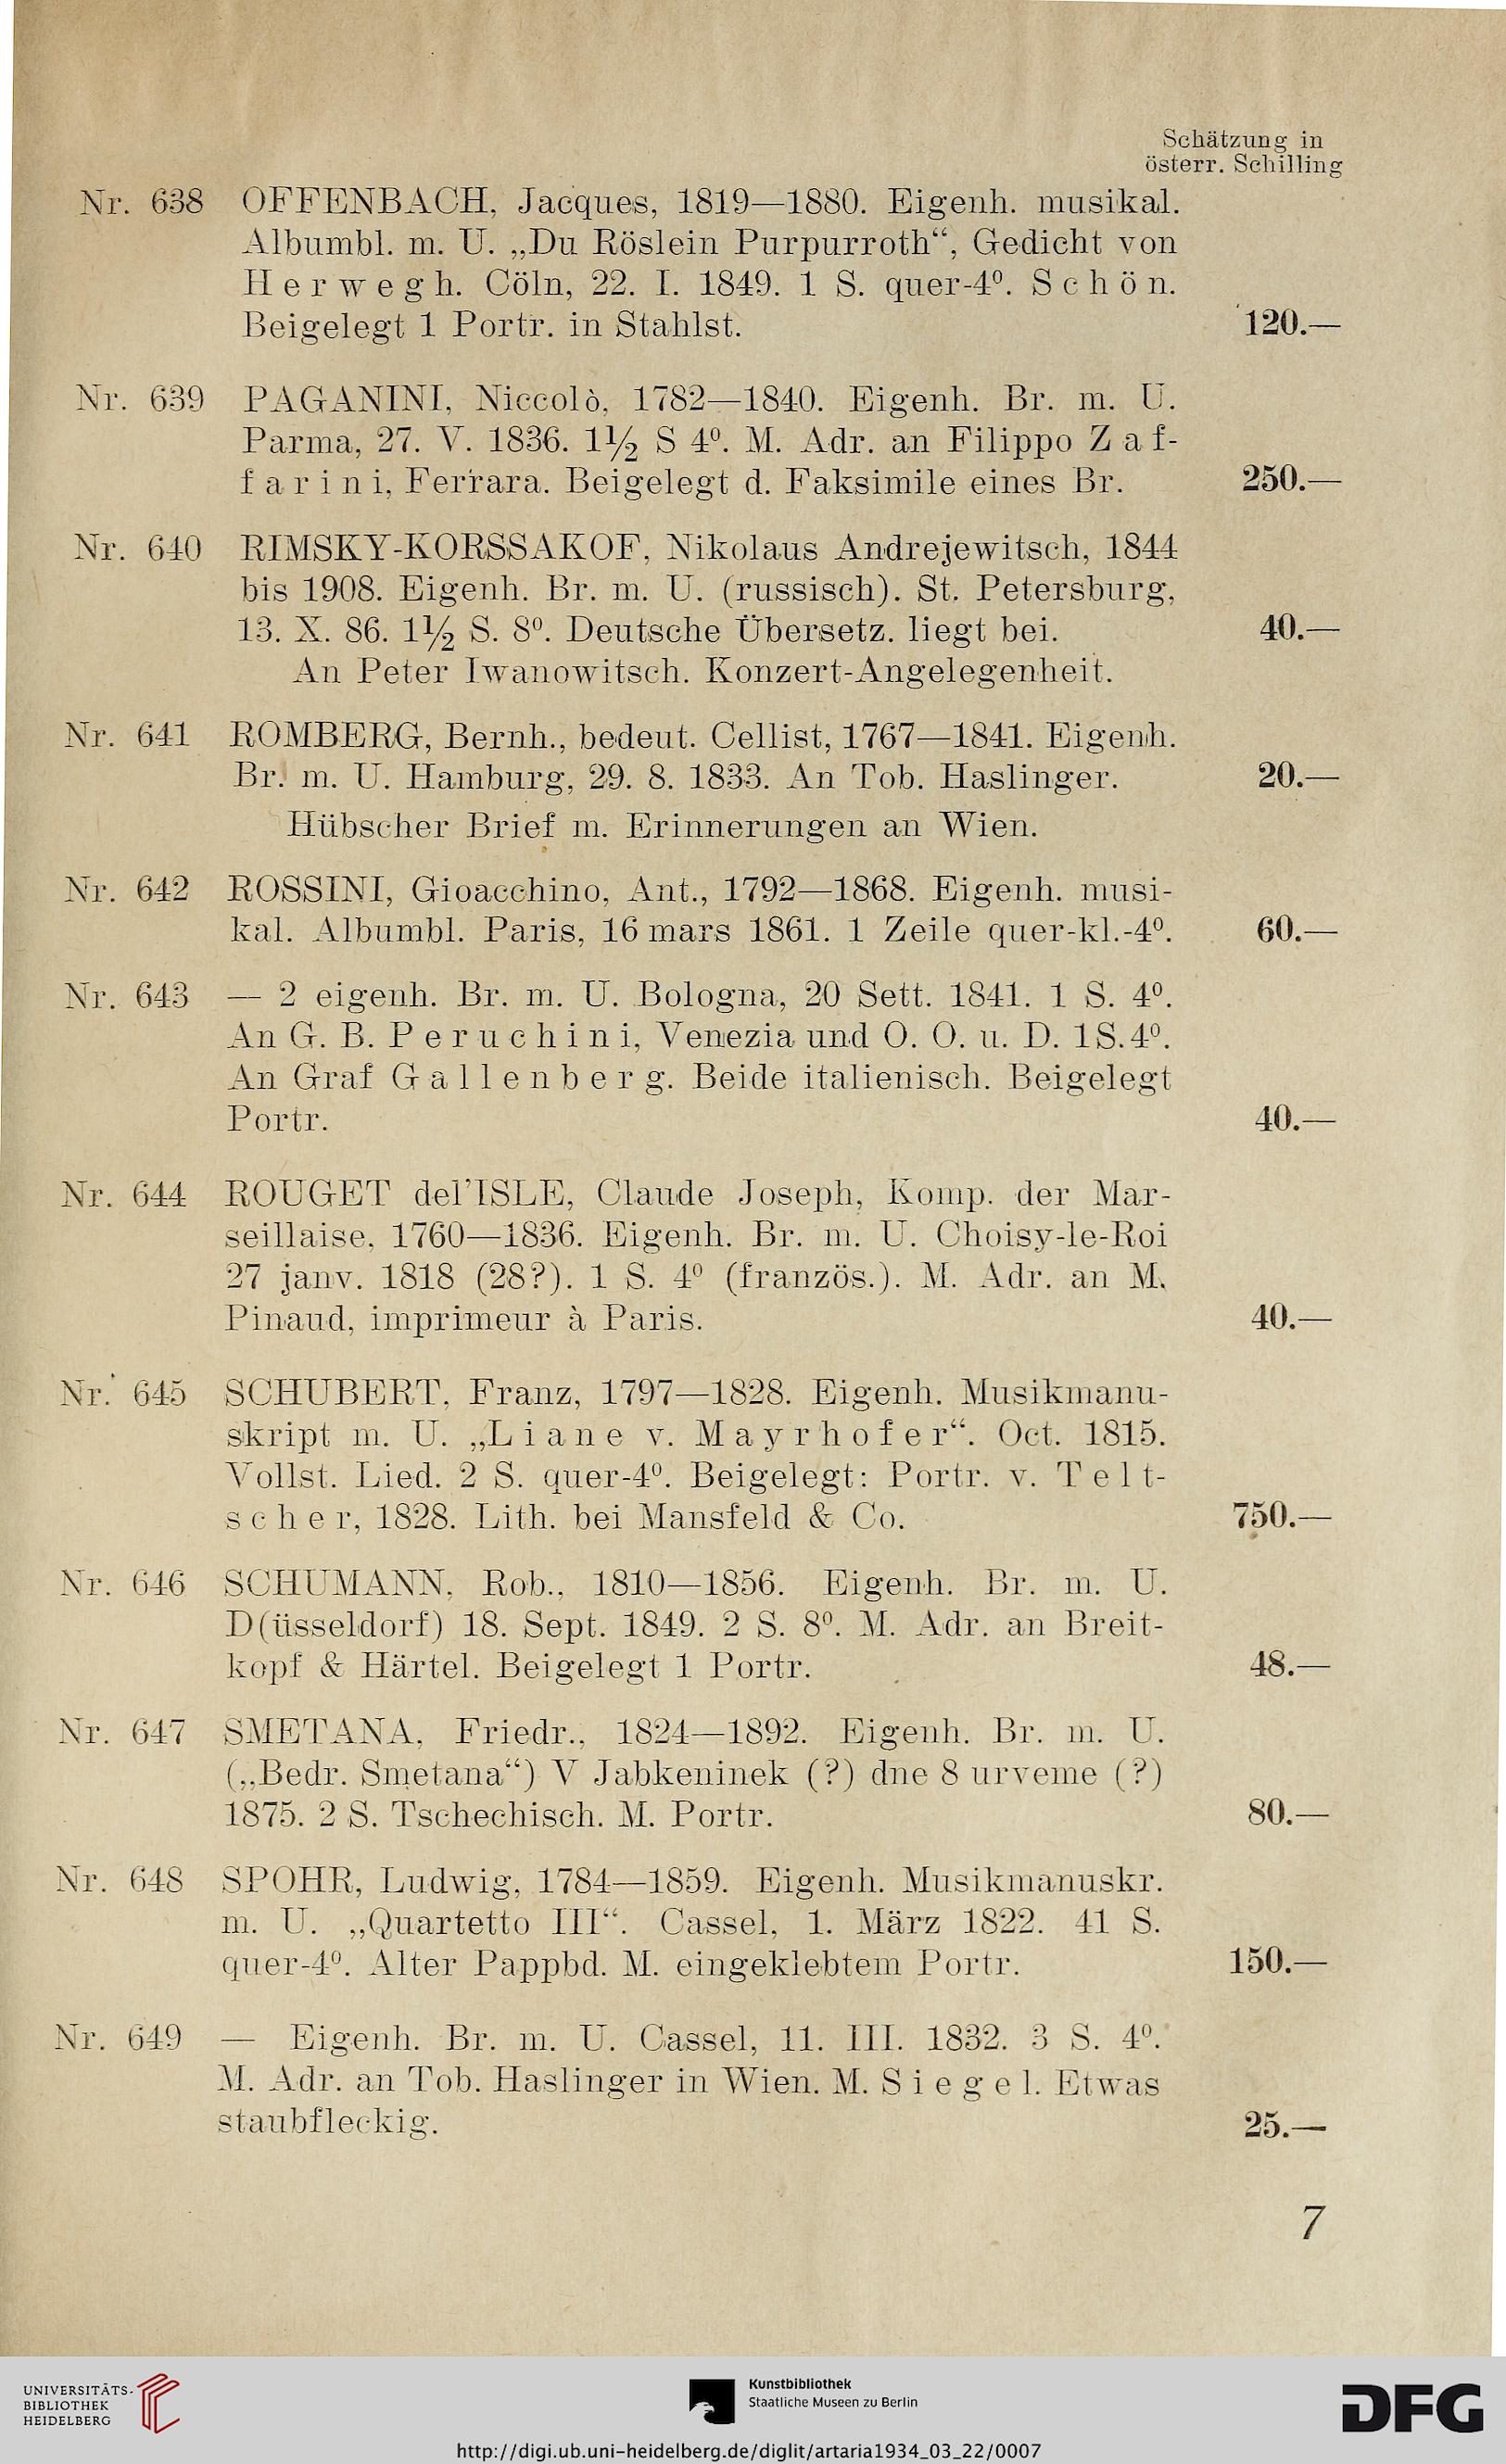 Schätzung in
österr. Schilling
Nr. 638 OFFENBACH, Jacques, 1819—1880. Eigenh. musikal.
Albumbl. m. U. „Du Röslein Purpurroth“, Gedicht von
Herwegh. Cöln, 22. I. 1849. 1 S. quer-4⁰. Schön.
Beigelegt 1 Portr. in Stahlst. 120.—
Nr. 639 PAGANINI, Niccolò, 1782—1840. Eigenh. Br. m. U.
Parma, 27. V. 1836. 1½ S 4⁰. M. Adr. an Filippo Zaf-
farini, Ferrara. Beigelegt d. Faksimile eines Br. 250.—
Nr. 640 RIMSKY-KORSSAKOF, Nikolaus Andrejewitsch, 1844
bis 1908. Eigenh. Br. m. U. (russisch). St. Petersburg,
13. X. 86. 1½ S. 8⁰. Deutsche Übersetz. liegt bei. 40.—
An Peter Iwanowitsch. Konzert-Angelegenheit.
Nr. 641 ROMBERG, Bernh., bedeut. Cellist, 1767—1841. Eigenh.
Br. m. U. Hamburg, 29. 8. 1833. An Tob. Haslinger. 20.—
Hübscher Brief m. Erinnerungen an Wien.
Nr. 642 ROSSINI, Gioacchino, Ant., 1792—1868. Eigenh. musi-
kal. Albumbl. Paris, 16 mars 1861. 1 Zeile quer-kl.-4⁰. 60.—
Nr. 643 — 2 eigenh. Br. m. U. Bologna, 20 Sett. 1841. 1 S. 4⁰.
An G. B. Peruchini, Venezia und O. O. u. D. 1S.4⁰.
An Graf Gallenberg. Beide italienisch. Beigelegt
Portr. 40.—
Nr. 644 ROUGET del'ISLE, Claude Joseph, Komp. der Mar-
seillaise, 1760—1836. Eigenh. Br. m. U. Choisy-le-Roi
27 janv. 1818 (28?). 1 S. 4⁰ (französ.). M. Adr. an M.
Pinaud, imprimeur à Paris. 40.—
Nr. 645 SCHUBERT, Franz, 1797—1828. Eigenh. Musikmanu-
skript m. U. „Liane v. Mayrhofer“. Oct. 1815.
Vollst. Lied. 2 S. quer-4⁰. Beigelegt: Portr. v. Telt-
scher, 1828. Lith. bei Mansfeld & Co. 750.—
Nr. 646 SCHUMANN, Rob., 1810—1856. Eigenh. Br. m. U.
D(üsseldorf) 18. Sept. 1849. 2 S. 8⁰. M. Adr. an Breit-
kopf & Härtel. Beigelegt 1 Portr. 48.—
Nr. 647 SMETANA, Friedr., 1824—1892. Eigenh. Br. m. U.
(„Bedr. Smetana“) V Jabkeninek (?) dne 8 urveme (?)
1875. 2 S. Tschechisch. M. Portr. 80.—
Nr. 648 SPOHR, Ludwig, 1784—1859. Eigenh. Musikmanuskr.
m. U. „Quartetto III“. Cassel, 1. März 1822. 41 S.
quer-4⁰. Alter Pappbd. M. eingeklebtem Portr. 150.—
Nr. 649 — Eigenh. Br. m. U. Cassel, 11. III. 1832. 3 S. 4⁰.
M. Adr. an Tob. Haslinger in Wien. M. Siegel. Etwas
staubfleckig. 25.—
7
UNIVERSITÄTS-
BIBLIOTHEK
HEIDELBERG
Kunstbibliothek
Staatliche Museen zu Berlin
DFG
http://digi.ub.uni-heidelberg.de/diglit/artaria1934_03_22/0007